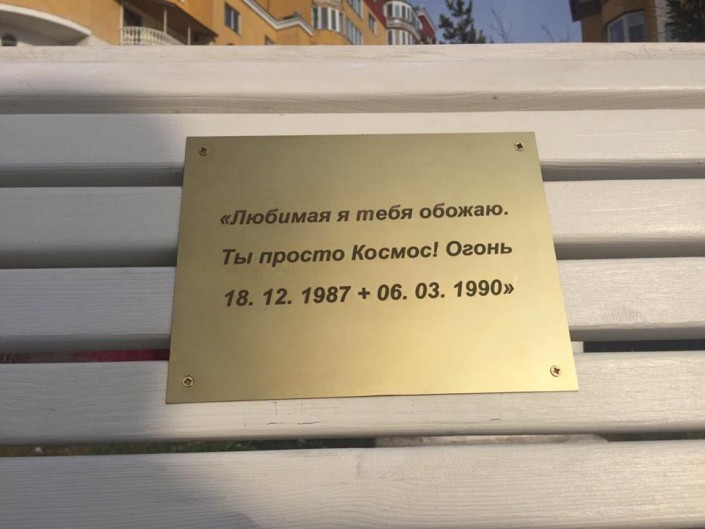 «Любимая я тебя обожаю.
Ты просто Космос! Огонь
18. 12. 1987 + 06. 03. 1990»